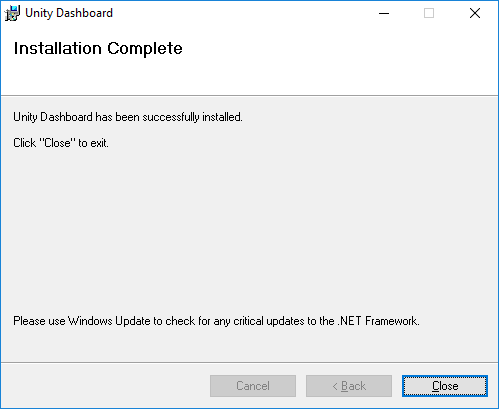 Unity Dashboard
Installation Complete
Unity Dashboard has been successfully installed.
Click "Close" to exit.
Please use Windows Update to check for any critical updates to the .NET Framework.
Cancel
< Back
Close